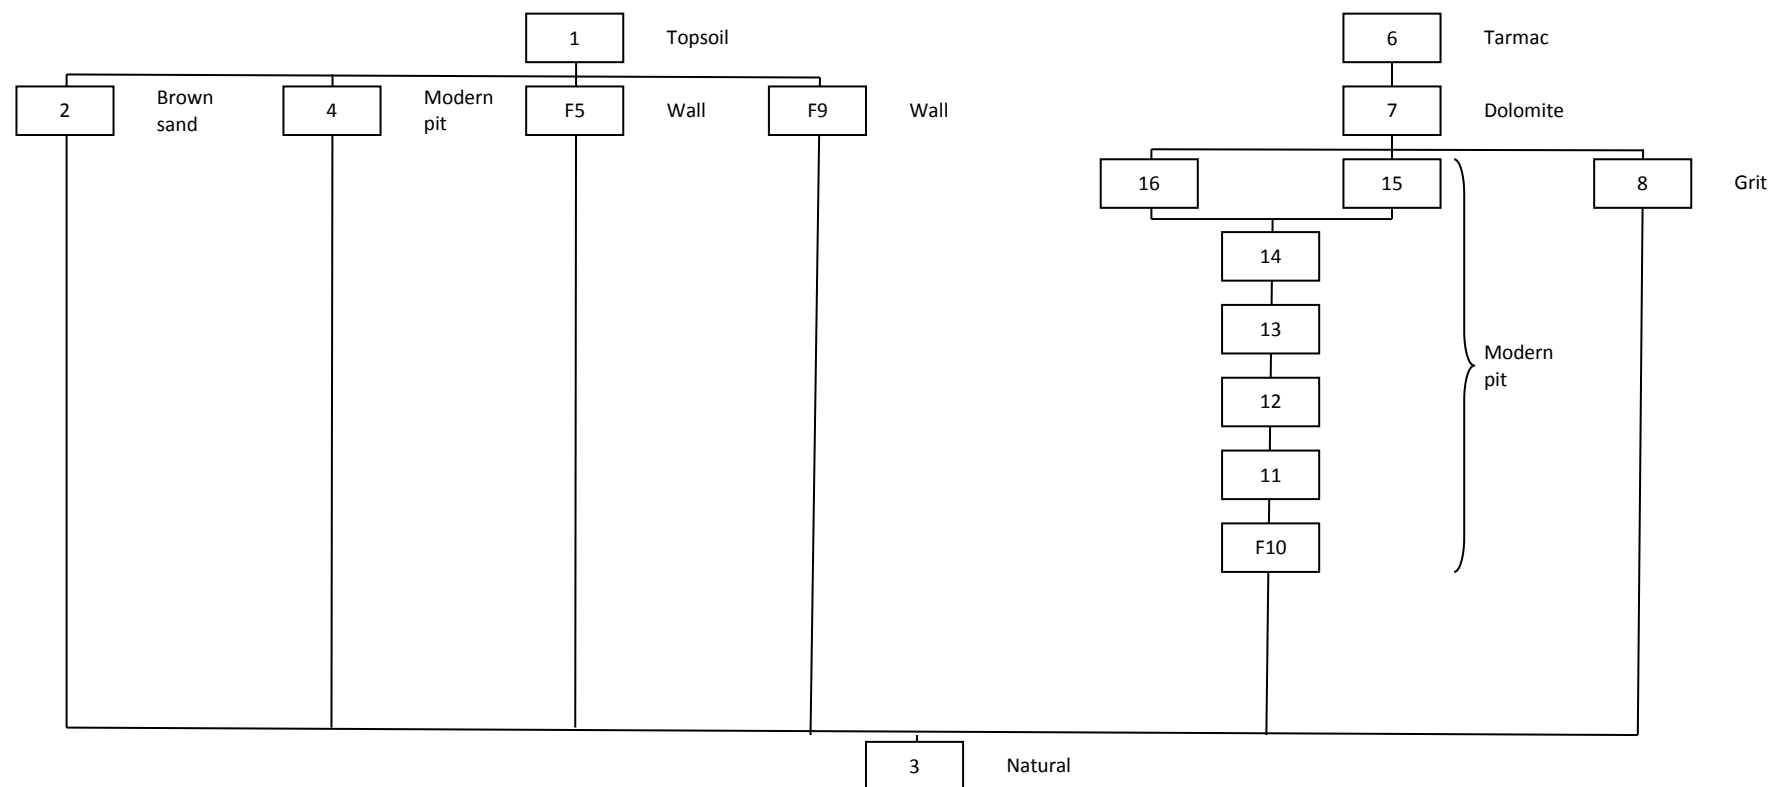 1 Topsoil 6 Tarmac
2 Brown sand 4 Modern pit F5 Wall F9 Wall 7 Dolomite
16 15 8 Grit
14
13
Modern
pit
12
11
F10
3 Natural